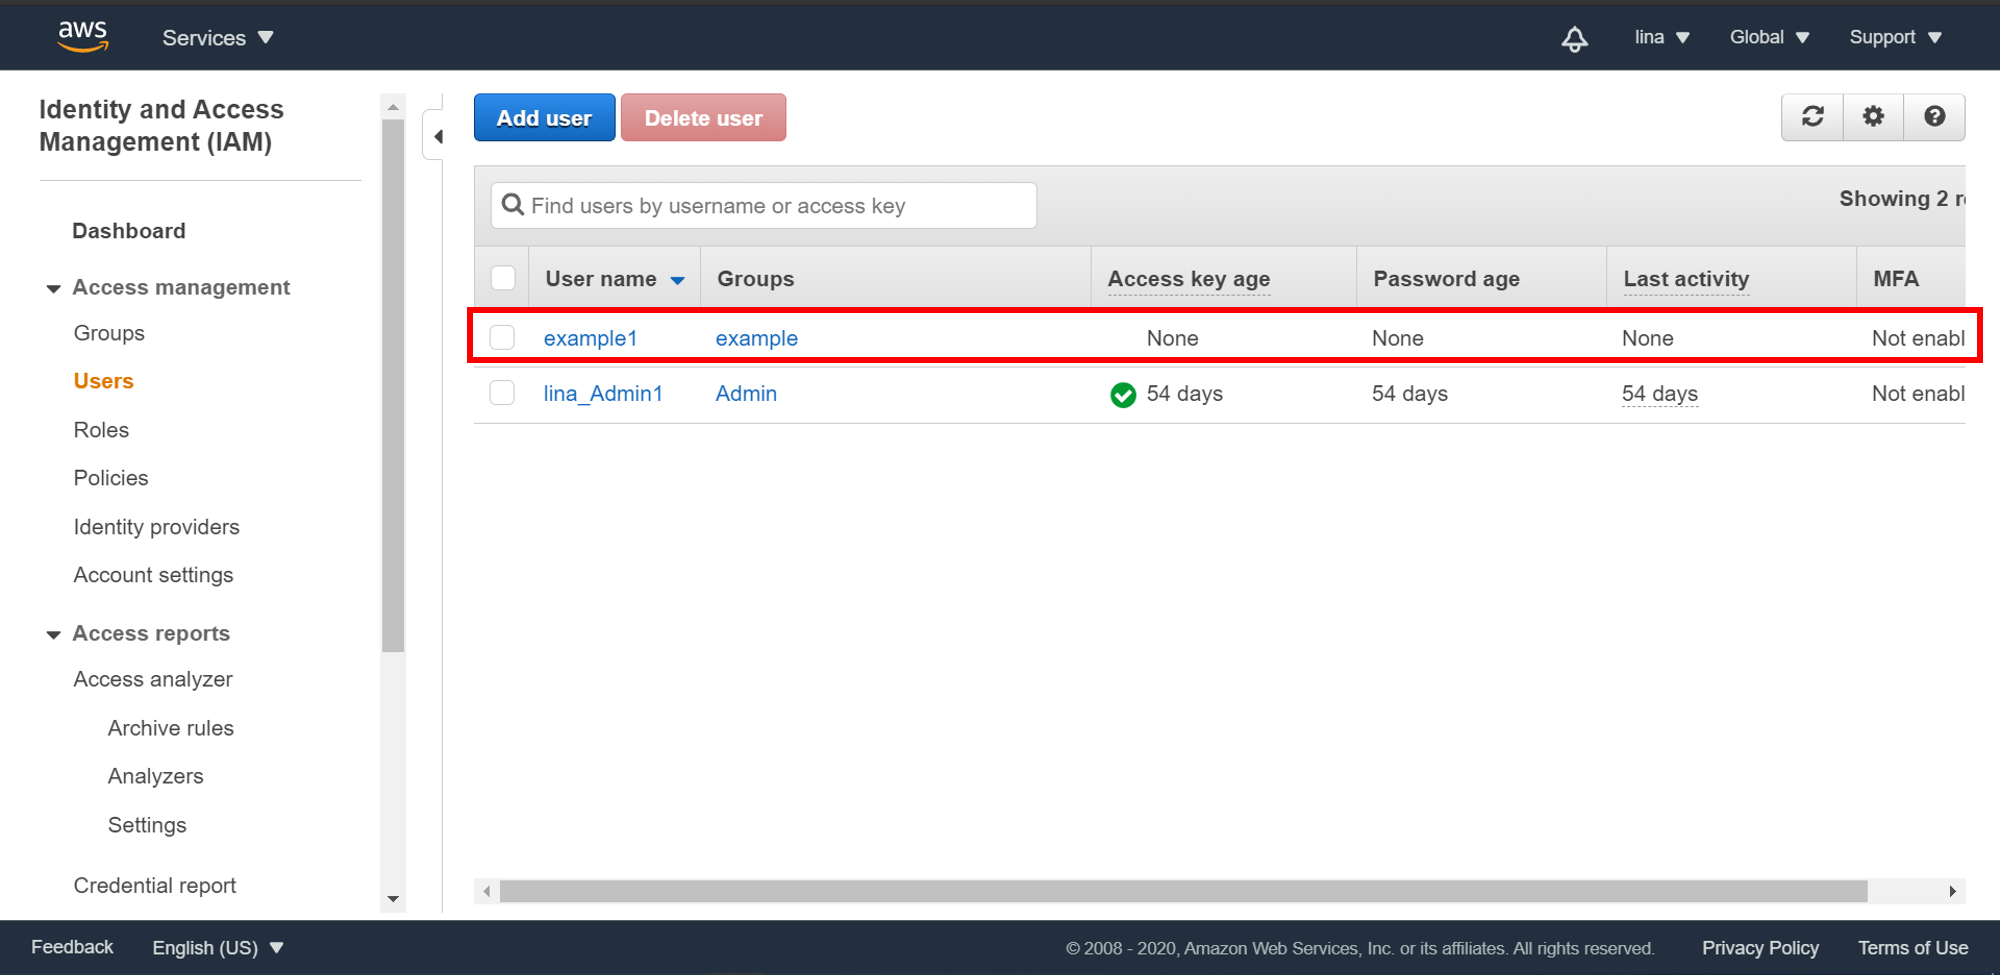 aws
Services
lina
Global
Support
Identity and Access
Management (IAM)
Dashboard
Access management
Groups
Users
Roles
Policies
Identity providers
Account settings
Access reports
Access analyzer
Archive rules
Analyzers
Settings
Credential report
Add user
Delete user
Find users by username or access key
Showing 2 re
User name
Groups
Access key age
Password age
Last activity
MFA
example1
example
None
None
None
Not enabl
lina_Admin1
Admin
54 days
54 days
54 days
Not enabl
Feedback
English (US)
© 2008 - 2020, Amazon Web Services, Inc. or its affiliates. All rights reserved.
Privacy Policy
Terms of Use